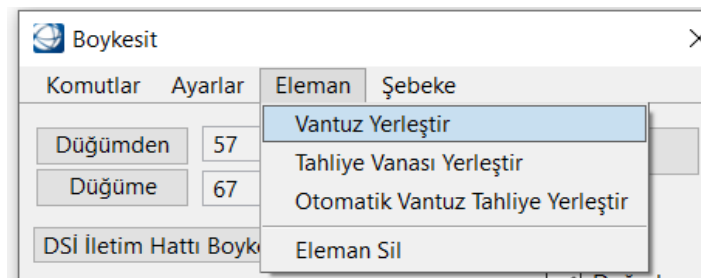 Boykesit
Komutlar Ayarlar Eleman Şebeke
Vantuz Yerleştir
Tahliye Vanası Yerleştir
Otomatik Vantuz Tahliye Yerleştir
Eleman Sil
Düğümden 57
Düğüme 67
DSİ İletim Hattı